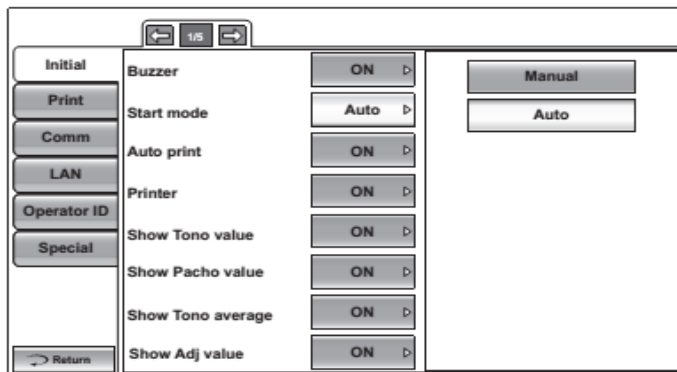 1/5
Initial
Print
Comm
LAN
Operator ID
Special
Return
Buzzer ON
Start mode Auto
Auto print ON
Printer ON
Show Tono value ON
Show Pacho value ON
Show Tono average ON
Show Adj value ON
Manual
Auto